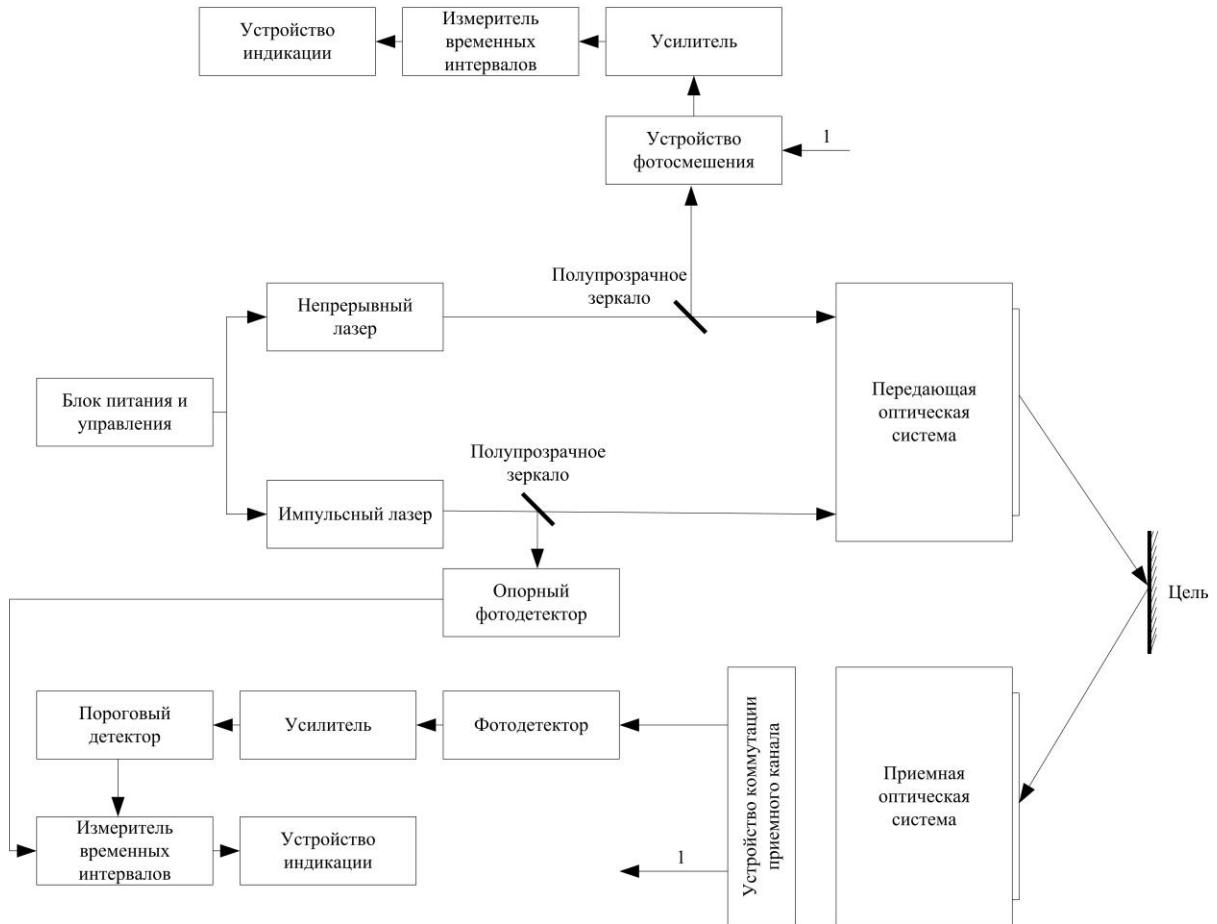 Устройство
индикации
Измеритель
временных
интервалов
Усилитель
Устройство
фотосмешения
1
Полупрозрачное
зеркало
Непрерывный
лазер
Передающая
оптическая
система
Блок питания и
управления
Полупрозрачное
зеркало
Импульсный лазер
Опорный
фотодетектор
Цель
Пороговый
детектор
Усилитель
Фотодетектор
Устройство коммутации
приемного канала
Приемная
оптическая
система
Измеритель
временных
интервалов
Устройство
индикации
1